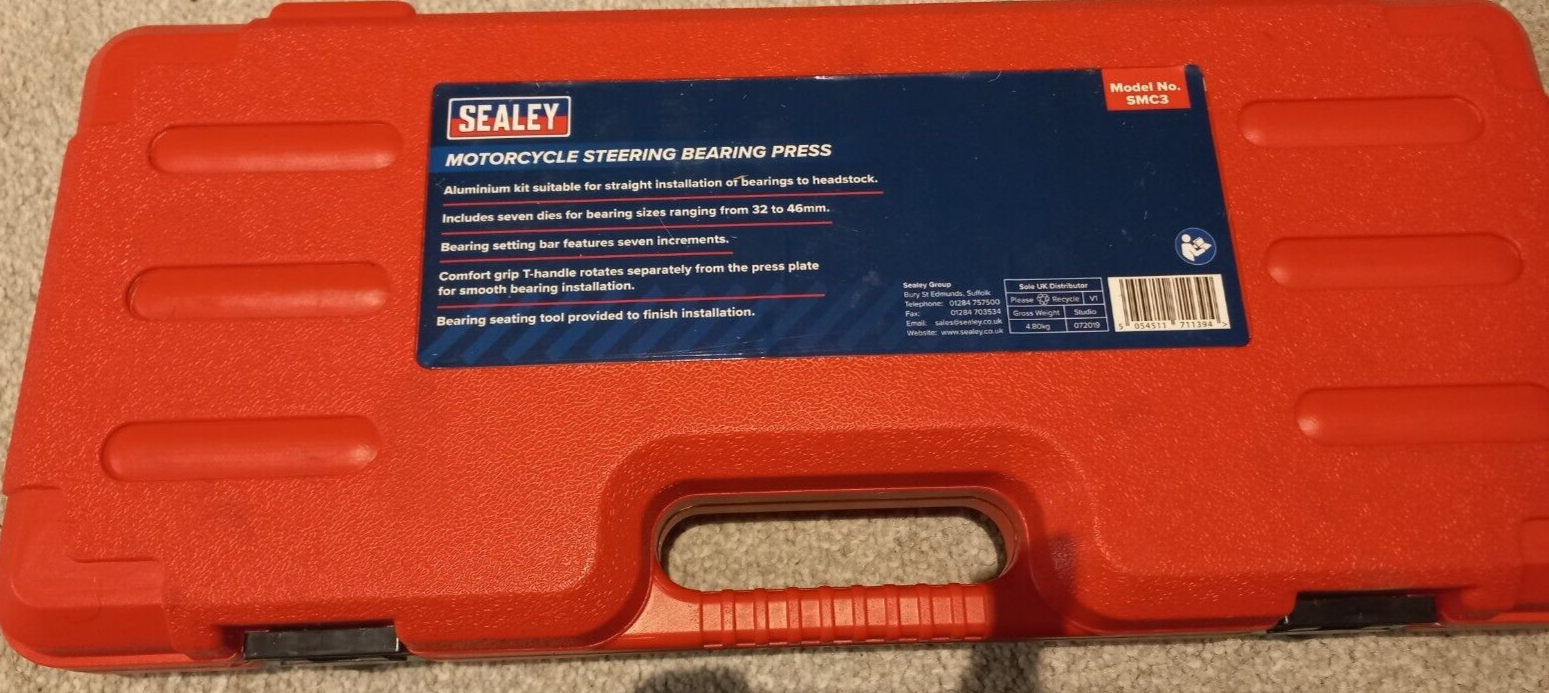 SEALEY
Model No.
SMC3
MOTORCYCLE STEERING BEARING PRESS
Aluminium kit suitable for straight installation of bearings to headstock.
Includes seven dies for bearing sizes ranging from 32 to 46mm.
Bearing setting bar features seven increments.
Comfort grip T-handle rotates separately from the press plate
for smooth bearing installation.
Bearing seating tool provided to finish installation.
Sealey Group
Bury St Edmunds, Suffolk
Telephone: 01284 757500
Fax: 01284 703534
Email: sales@sealey.co.uk
Website: www.sealey.co.uk
Sole UK Distributor
Please Recycle V1
Gross Weight Studio
4.80kg 072019
5 054511 711394 >